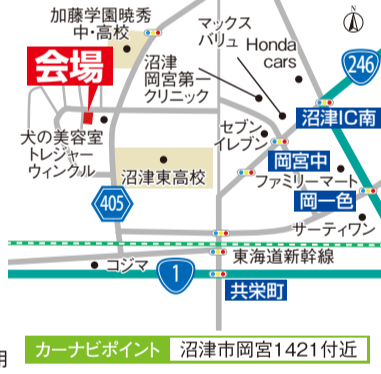 加藤学園暁秀
中・高校
マックス
バリュ
Honda
cars
N
246
会場
沼津
岡宮第一
クリニック
沼津IC南
犬の美容室
トレジャー
ウィンクル
セブン
イレブン
岡宮中
沼津東高校
ファミリーマート
岡一色
405
サーティワン
コジマ
1
東海道新幹線
共栄町
用
カーナビポイント 沼津市岡宮1421付近